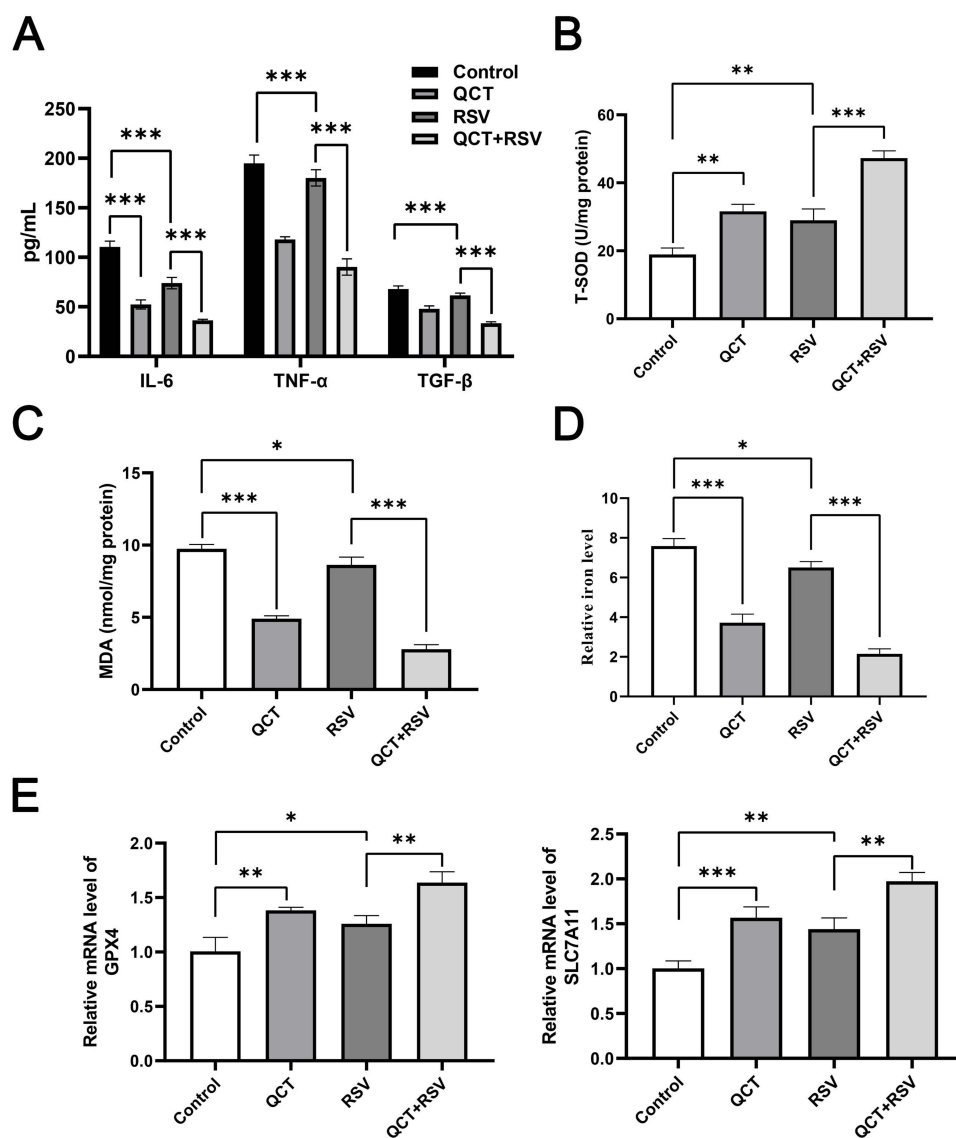 A
Control
QCT
RSV
QCT+RSV
pg/mL
250
200
150
100
50
0
***
***
***
***
***
***
***
IL-6
TNF-α
TGF-β
B
T-SOD (U/mg protein)
60
40
20
0
**
**
***
Control
QCT
RSV
QCT+RSV
C
MDA (nmol/mg protein)
15
10
5
0
*
***
***
Control
QCT
RSV
QCT+RSV
D
Relative iron level
10
8
6
4
2
0
*
***
***
Control
QCT
RSV
QCT+RSV
E
Relative mRNA level of
GPX4
2.0
1.5
1.0
0.5
0.0
*
**
**
Control
QCT
RSV
QCT+RSV
Relative mRNA level of
SLC7A11
2.5
2.0
1.5
1.0
0.5
0.0
**
***
**
Control
QCT
RSV
QCT+RSV